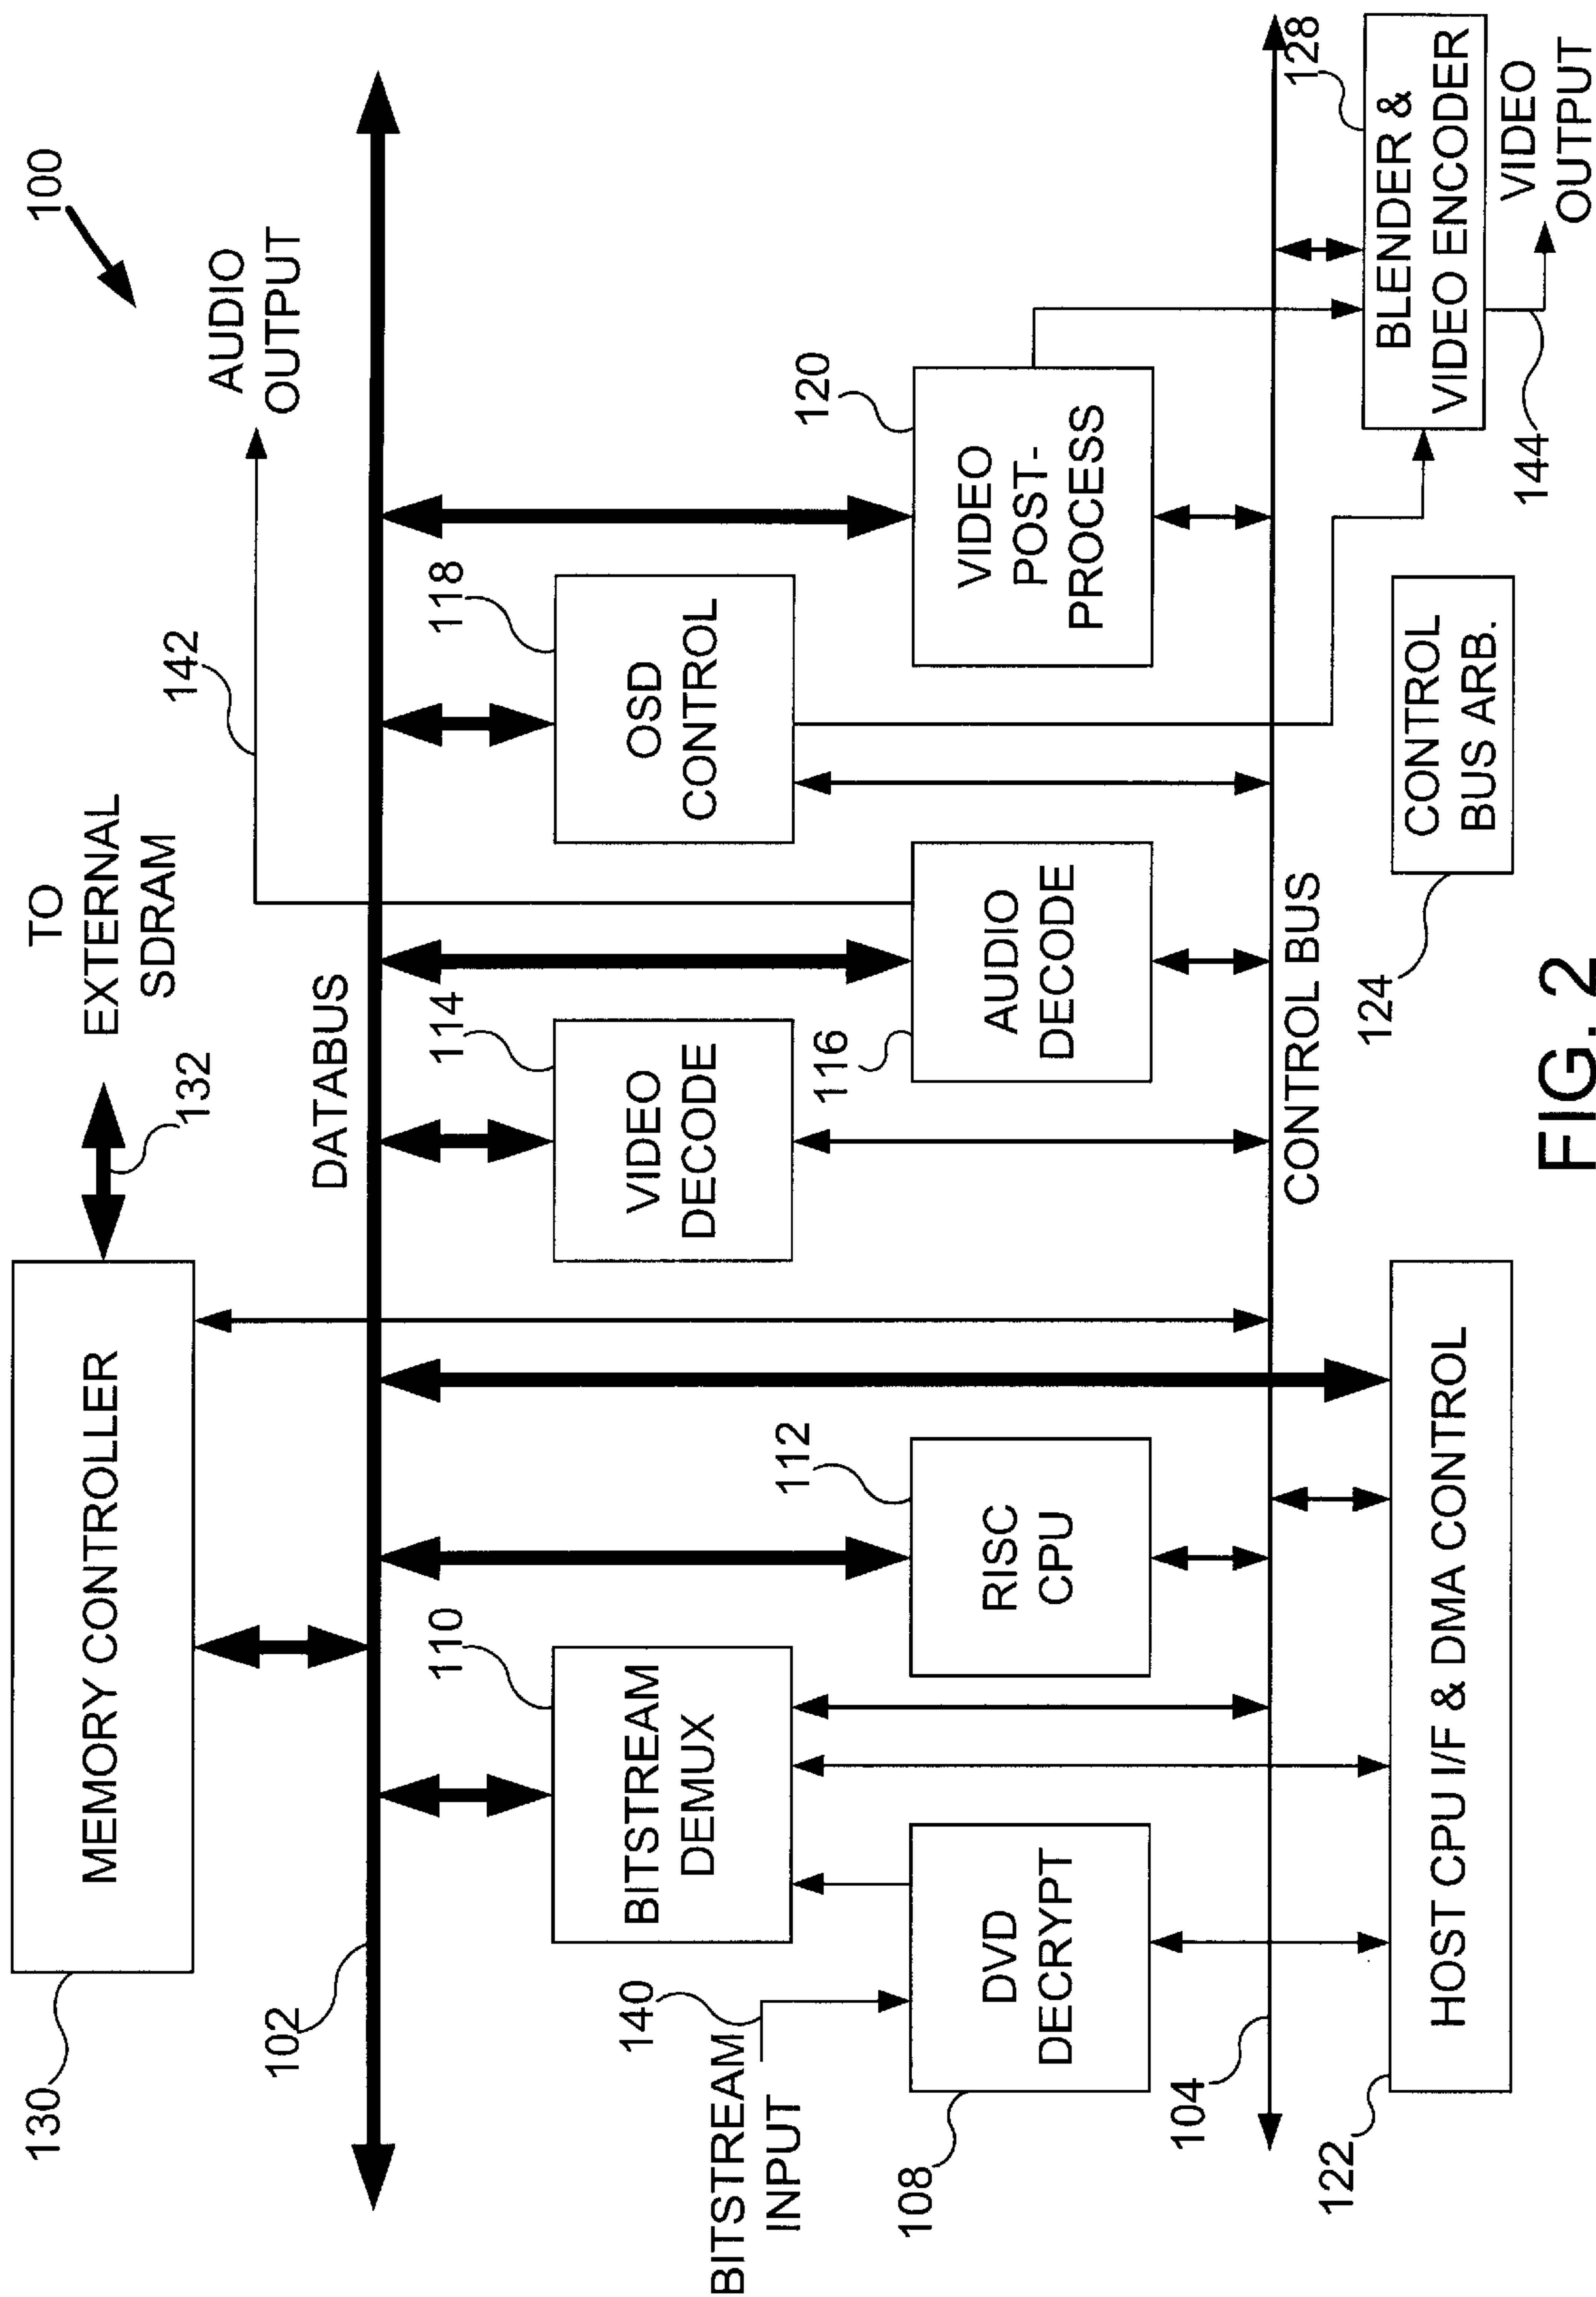 100
TO
EXTERNAL
SDRAM
132
142
AUDIO
OUTPUT
130
MEMORY CONTROLLER
102
DATABUS
110
114
118
BITSTREAM
DEMUX
VIDEO
DECODE
OSD
CONTROL
140
BITSTREAM
INPUT
112
116
120
108
DVD
DECRYPT
RISC
CPU
AUDIO
DECODE
VIDEO
POST-
PROCESS
104
CONTROL BUS
128
122
HOST CPU I/F & DMA CONTROL
124
CONTROL
BUS ARB.
BLENDER &
VIDEO ENCODER
144
VIDEO
OUTPUT
FIG. 2